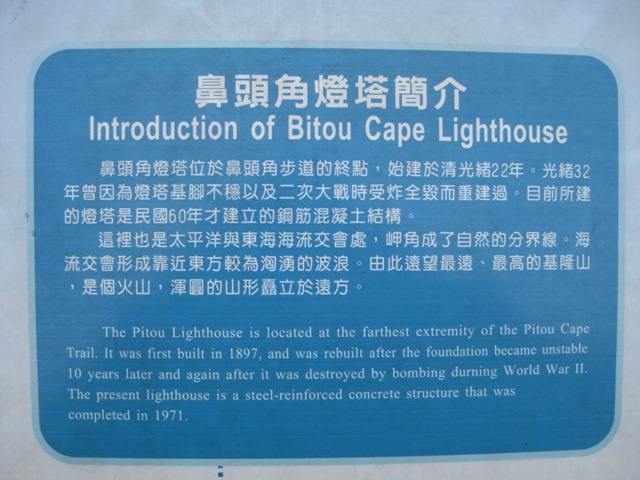 鼻頭角燈塔簡介
Introduction of Bitou Cape Lighthouse
鼻頭角燈塔位於鼻頭角步道的終點，始建於清光緒22年。光緒32
年曾因為燈塔基腳不穩以及二次大戰時受炸全毀而重建過。目前所建
的燈塔是民國60年才建立的鋼筋混凝土結構。
這裡也是太平洋與東海海流交會處，岬角成了自然的分界線。海
流交會形成靠近東方較為洶湧的波浪。由此遠望最遠、最高的基隆山
，是個火山，渾圓的山形矗立於遠方。
The Pitou Lighthouse is located at the farthest extremity of the Pitou Cape
Trail. It was first built in 1897, and was rebuilt after the foundation became unstable
10 years later and again after it was destroyed by bombing durning World War II.
The present lighthouse is a steel-reinforced concrete structure that was
completed in 1971.